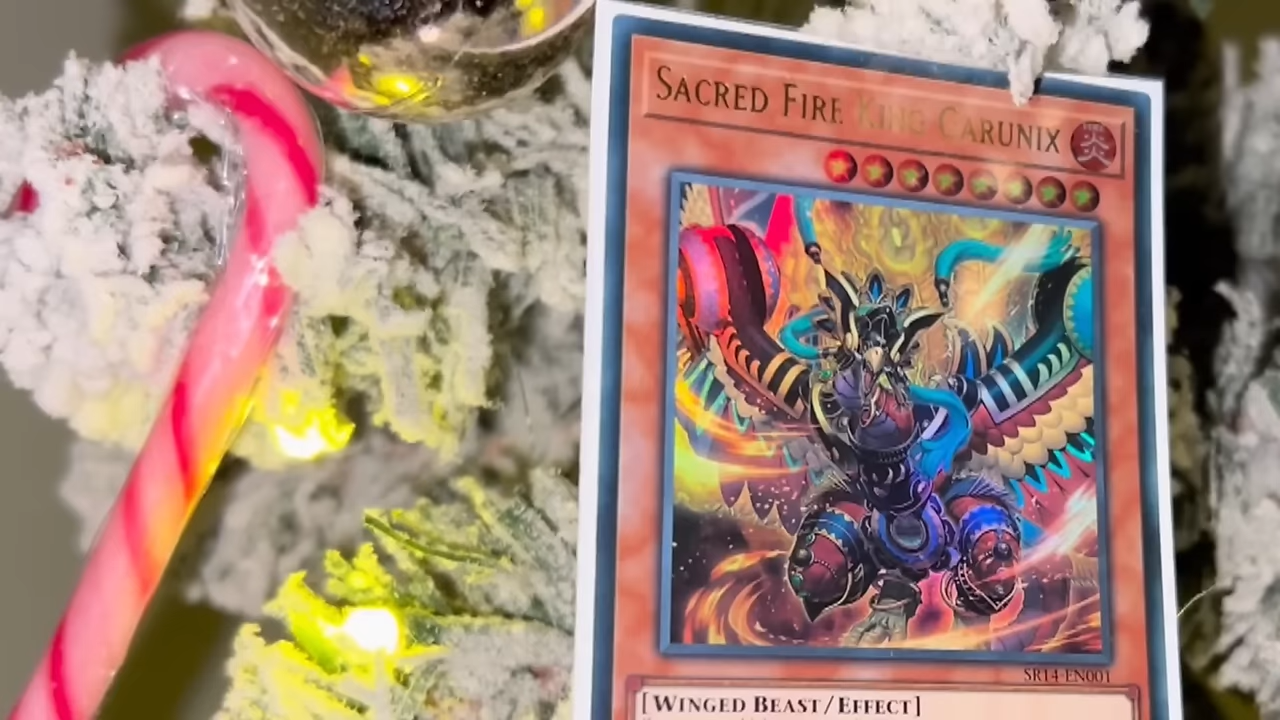 SACRED FIRE KING CARUNIX
炎
SR14-EN001
[WINGED BEAST/EFFECT]